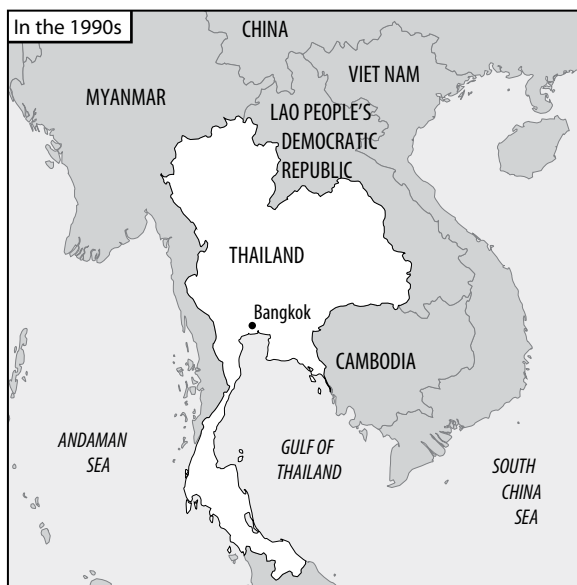 In the 1990s
CHINA
VIET NAM
MYANMAR
LAO PEOPLE'S
DEMOCRATIC
REPUBLIC
THAILAND
Bangkok
CAMBODIA
ANDAMAN
SEA
GULF OF
THAILAND
SOUTH
CHINA
SEA